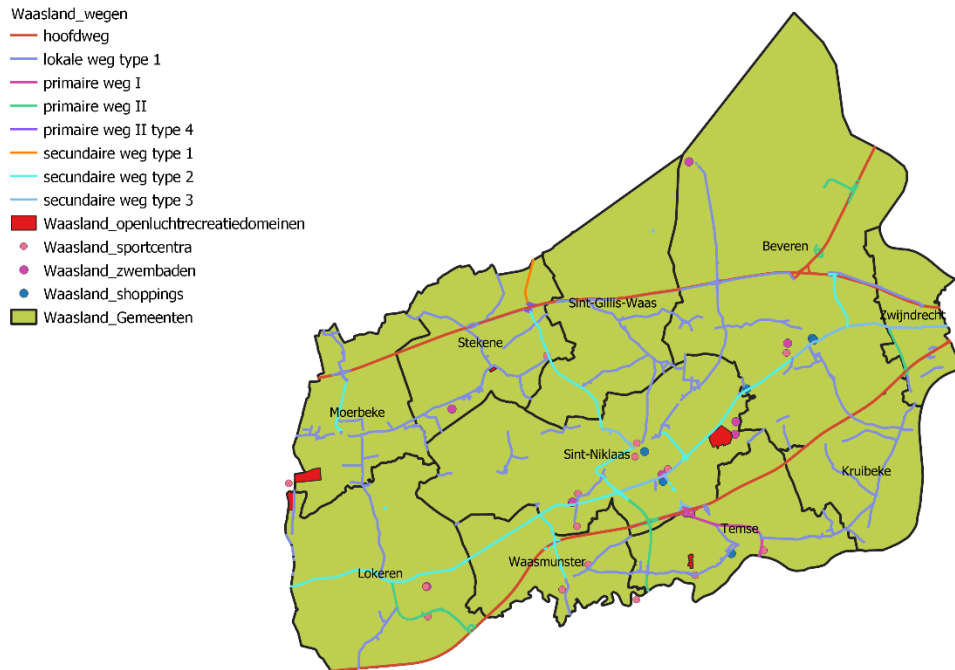 Waasland_wegen
hoofdweg
lokale weg type 1
primaire weg I
primaire weg II
primaire weg II type 4
secundaire weg type 1
secundaire weg type 2
secundaire weg type 3
Waasland_openluchtrecreatiedomeinen
Waasland_sportcentra
Waasland_zwembaden
Waasland_shoppings
Waasland_Gemeenten
Beveren
Sint-Gillis-Waas
Zwijndrecht
Stekene
Moerbeke
Sint-Niklaas
Kruibeke
Temse
Waasmunster
Lokeren